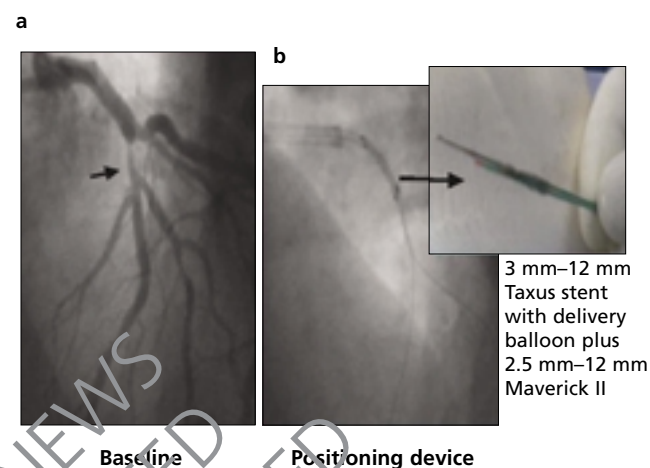 a
b
3 mm–12 mm
Taxus stent
with delivery
balloon plus
2.5 mm–12 mm
Maverick II
Baseline
Positioning device
VIEWS